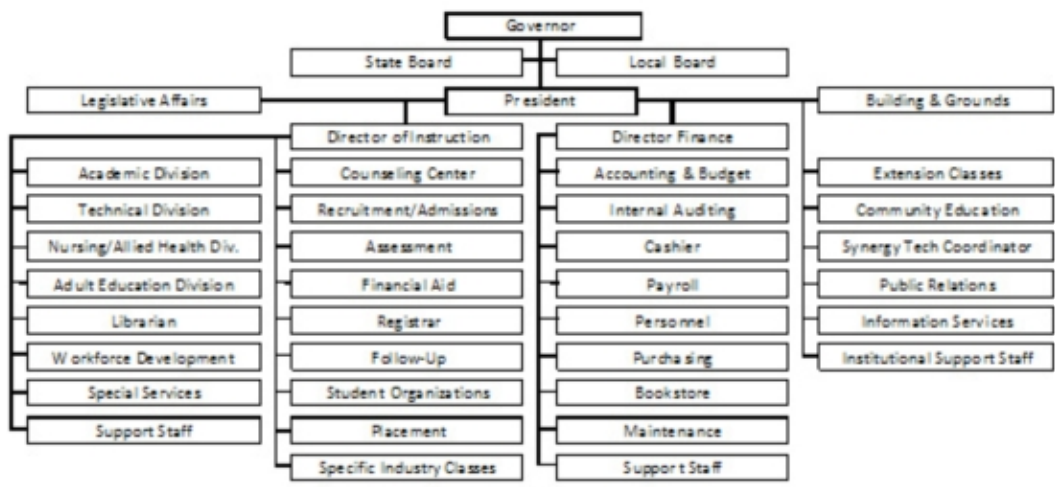 Governor
State Board
Local Board
Legislative Affairs
President
Building & Grounds
Director of Instruction
Director Finance
Academic Division
Counseling Center
Accounting & Budget
Extension Classes
Technical Division
Recruitment/Admissions
Internal Auditing
Community Education
Nursing/Allied Health Div.
Assessment
Cashier
Synergy Tech Coordinator
Adult Education Division
Financial Aid
Payroll
Public Relations
Librarian
Registrar
Personnel
Information Services
Workforce Development
Follow-Up
Purchasing
Institutional Support Staff
Special Services
Student Organizations
Bookstore
Support Staff
Placement
Maintenance
Specific Industry Classes
Support Staff